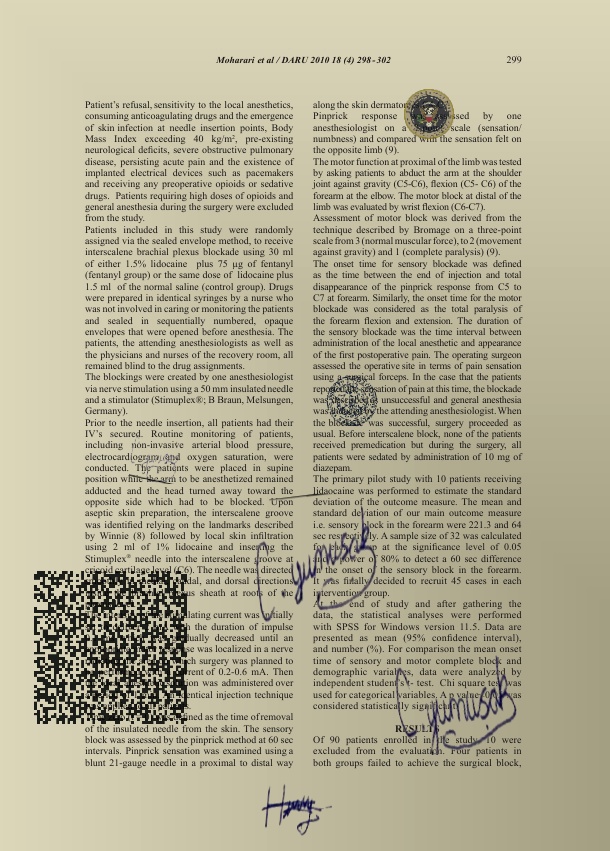 Moharari et al / DARU 2010 18 (4) 298-302
299
Patient's refusal, sensitivity to the local anesthetics,
consuming anticoagulating drugs and the emergence
of skin infection at needle insertion points, Body
Mass Index exceeding 40 kg/m², pre-existing
neurological deficits, severe obstructive pulmonary
disease, persisting acute pain and the existence of
implanted electrical devices such as pacemakers
and receiving any preoperative opioids or sedative
drugs. Patients requiring high doses of opioids and
general anesthesia during the surgery were excluded
from the study.
Patients included in this study were randomly
assigned via the sealed envelope method, to receive
interscalene brachial plexus blockade using 30 ml
of either 1.5% lidocaine plus 75 µg of fentanyl
(fentanyl group) or the same dose of lidocaine plus
1.5 ml of the normal saline (control group). Drugs
were prepared in identical syringes by a nurse who
was not involved in caring or monitoring the patients
and sealed in sequentially numbered, opaque
envelopes that were opened before anesthesia. The
patients, the attending anesthesiologists as well as
the physicians and nurses of the recovery room, all
remained blind to the drug assignments.
The blockings were created by one anesthesiologist
via nerve stimulation using a 50 mm insulated needle
and a stimulator (Stimuplex®; B Braun, Melsungen,
Germany).
Prior to the needle insertion, all patients had their
IV's secured. Routine monitoring of patients,
including non-invasive arterial blood pressure,
electrocardiogram and oxygen saturation, were
conducted. The patients were placed in supine
position while the arm to be anesthetized remained
adducted and the head turned away toward the
opposite side which had to be blocked. Upon
aseptic skin preparation, the interscalene groove
was identified relying on the landmarks described
by Winnie (8) followed by local skin infiltration
using 2 ml of 1% lidocaine and inserting the
Stimuplex® needle into the interscalene groove at
cricoid cartilage level (C6). The needle was directed
dal, and dorsal directions
us sheath at roots of the
lating current was initially
h the duration of impulse
dually decreased until an
se was localized in a nerve
which surgery was planned to
rent of 0.2-0.6 mA. Then
tion was administered over
dentical injection technique
fined as the time of removal
of the insulated needle from the skin. The sensory
block was assessed by the pinprick method at 60 sec
intervals. Pinprick sensation was examined using a
blunt 21-gauge needle in a proximal to distal way
along the skin dermatome
Pinprick response was assessed by one
anesthesiologist on a scale (sensation/
numbness) and compared with the sensation felt on
the opposite limb (9).
The motor function at proximal of the limb was tested
by asking patients to abduct the arm at the shoulder
joint against gravity (C5-C6), flexion (C5- C6) of the
forearm at the elbow. The motor block at distal of the
limb was evaluated by wrist flexion (C6-C7).
Assessment of motor block was derived from the
technique described by Bromage on a three-point
scale from 3 (normal muscular force), to 2 (movement
against gravity) and 1 (complete paralysis) (9).
The onset time for sensory blockade was defined
as the time between the end of injection and total
disappearance of the pinprick response from C5 to
C7 at forearm. Similarly, the onset time for the motor
blockade was considered as the total paralysis of
the forearm flexion and extension. The duration of
the sensory blockade was the time interval between
administration of the local anesthetic and appearance
of the first postoperative pain. The operating surgeon
assessed the operative site in terms of pain sensation
using a surgical forceps. In case that the patients
reported the sensation of pain at this time, the blockade
was described as unsuccessful and general anesthesia
was induced by the attending anesthesiologist. When
the blockade was successful, surgery proceeded as
usual. Before interscalene block, none of the patients
received premedication but during the surgery, all
patients were sedated by administration of 10 mg of
diazepam.
The primary pilot study with 10 patients receiving
lidaocaine was performed to estimate the standard
deviation of the outcome measure. The mean and
standard deviation of our main outcome measure
i.e. sensory block in the forearm were 221.3 and 64
sec respectively. A sample size of 32 was calculated
for each group at the significance level of 0.05
and a power of 80% to detect a 60 sec difference
in the onset of the sensory block in the forearm.
It was finally decided to recruit 45 cases in each
intervention group.
At the end of study and after gathering the
data, the statistical analyses were performed
with SPSS for Windows version 11.5. Data are
presented as mean (95% confidence interval),
and number (%). For comparison the mean onset
time of sensory and motor complete block and
demographic variables, data were analyzed by
independent student's t- test. Chi square test was
used for categorical variables. A p value was
considered statistically significant.
RESULTS
Of 90 patients enrolled in the study, 10 were
excluded from the evaluation. Four patients in
both groups failed to achieve the surgical block,